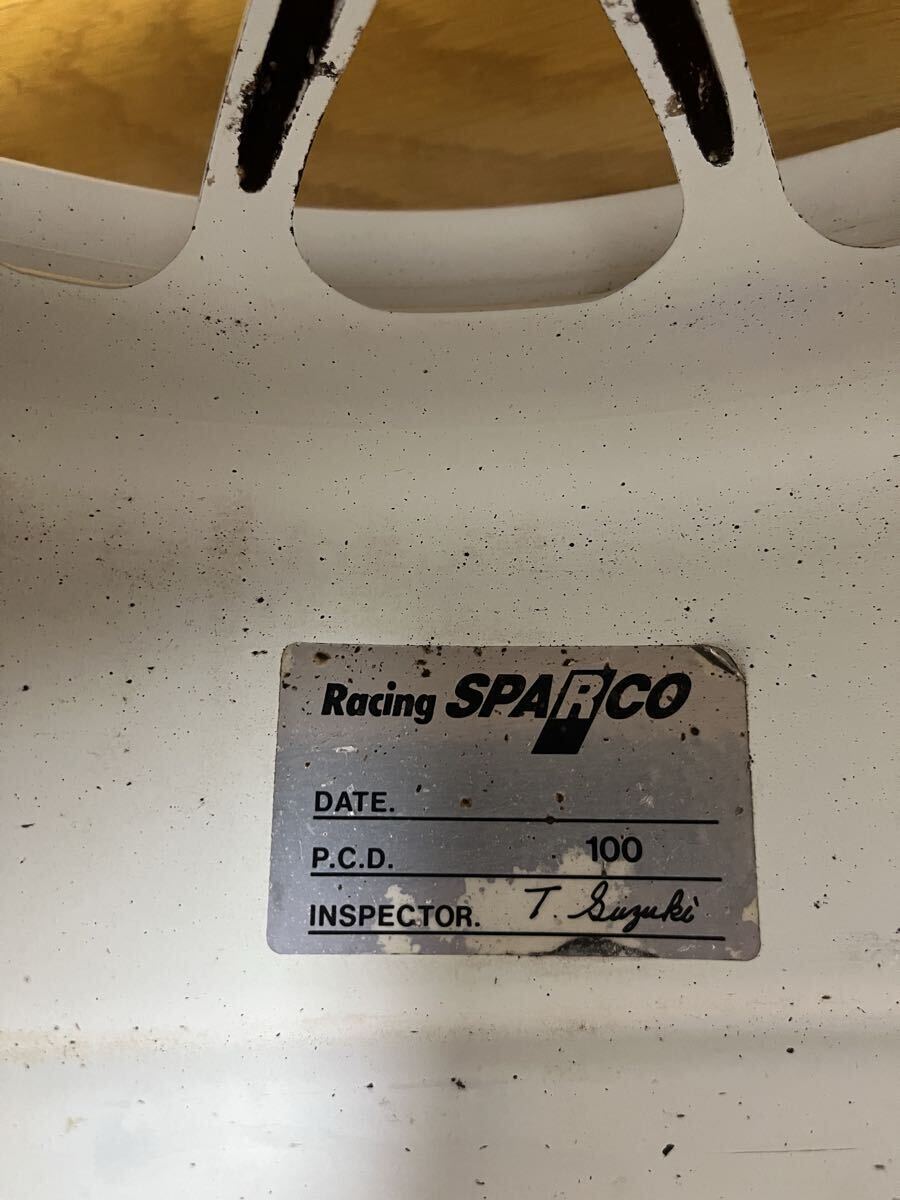 Racing SPARCO
DATE.
P.C.D. 100
INSPECTOR. T. Suzuki